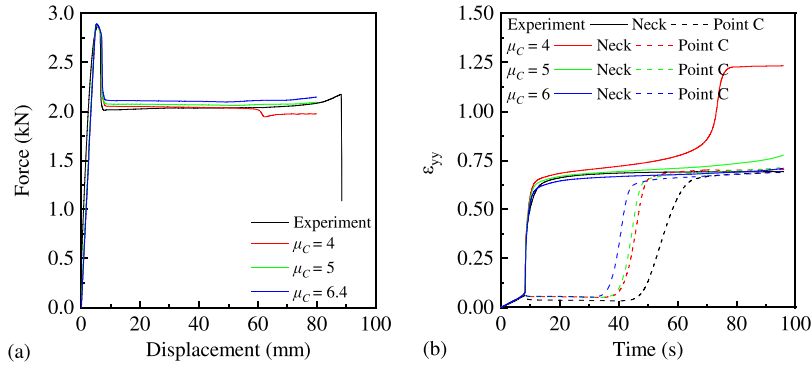 3.0
2.5
2.0
1.5
1.0
0.5
0.0
Force (kN)
Experiment
μC = 4
μC = 5
μC = 6.4
0 20 40 60 80 100
(a) Displacement (mm)
1.50
1.25
1.00
0.75
0.50
0.25
0.00
εyy
Experiment Neck Point C
μC = 4 Neck Point C
μC = 5 Neck Point C
μC = 6 Neck Point C
0 20 40 60 80 100
(b) Time (s)